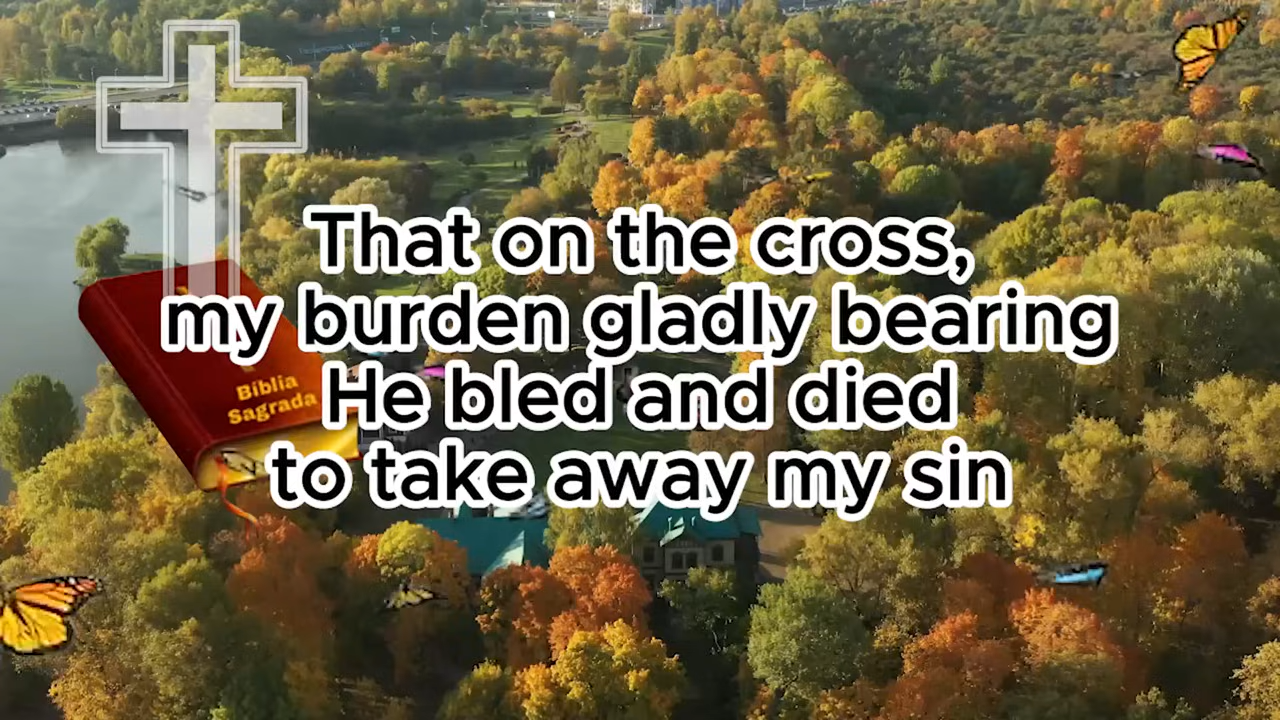 That on the cross,
my burden gladly bearing
He bled and died
to take away my sin
Bíblia
Sagrada